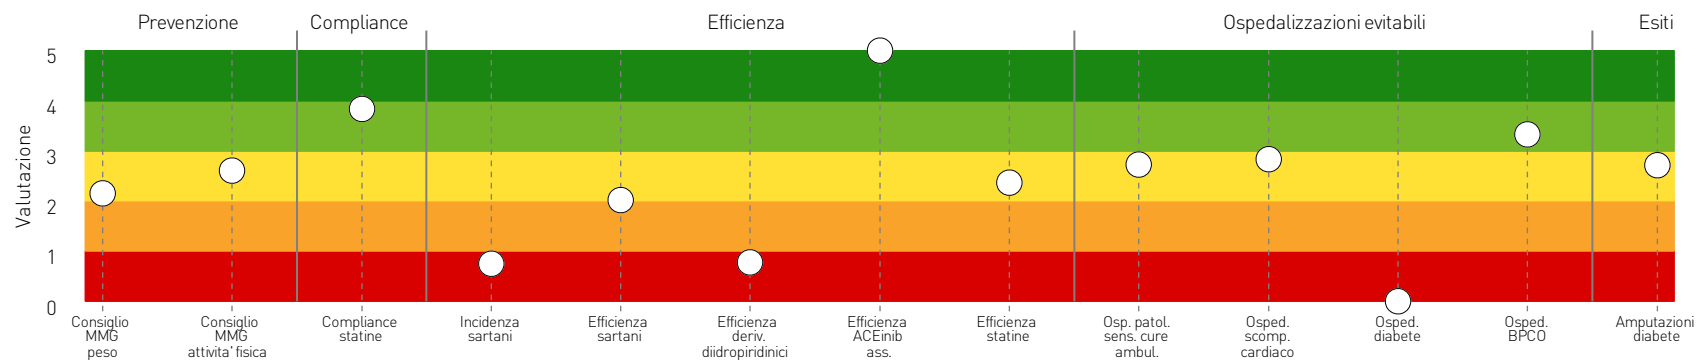 Prevenzione
Compliance
Efficienza
Ospedalizzazioni evitabili
Esiti
Valutazione
5
4
3
2
1
0
Consiglio
MMG
peso
Consiglio
MMG
attivita' fisica
Compliance
statine
Incidenza
sartani
Efficienza
sartani
Efficienza
deriv.
diidropiridinici
Efficienza
ACEinib
ass.
Efficienza
statine
Osp. patol.
sens. cure
ambul.
Osped.
scomp.
cardiaco
Osped.
diabete
Osped.
BPCO
Amputazioni
diabete